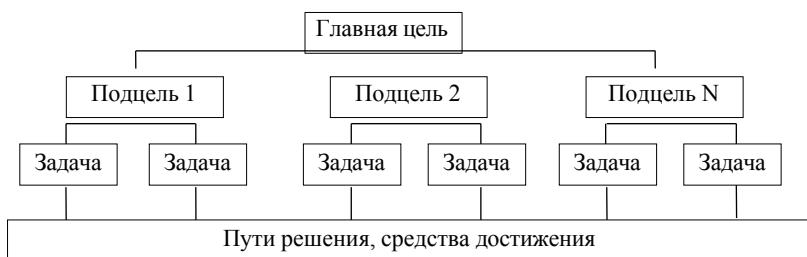 Главная цель
Подцель 1
Подцель 2
Подцель N
Задача
Задача
Задача
Задача
Задача
Задача
Пути решения, средства достижения